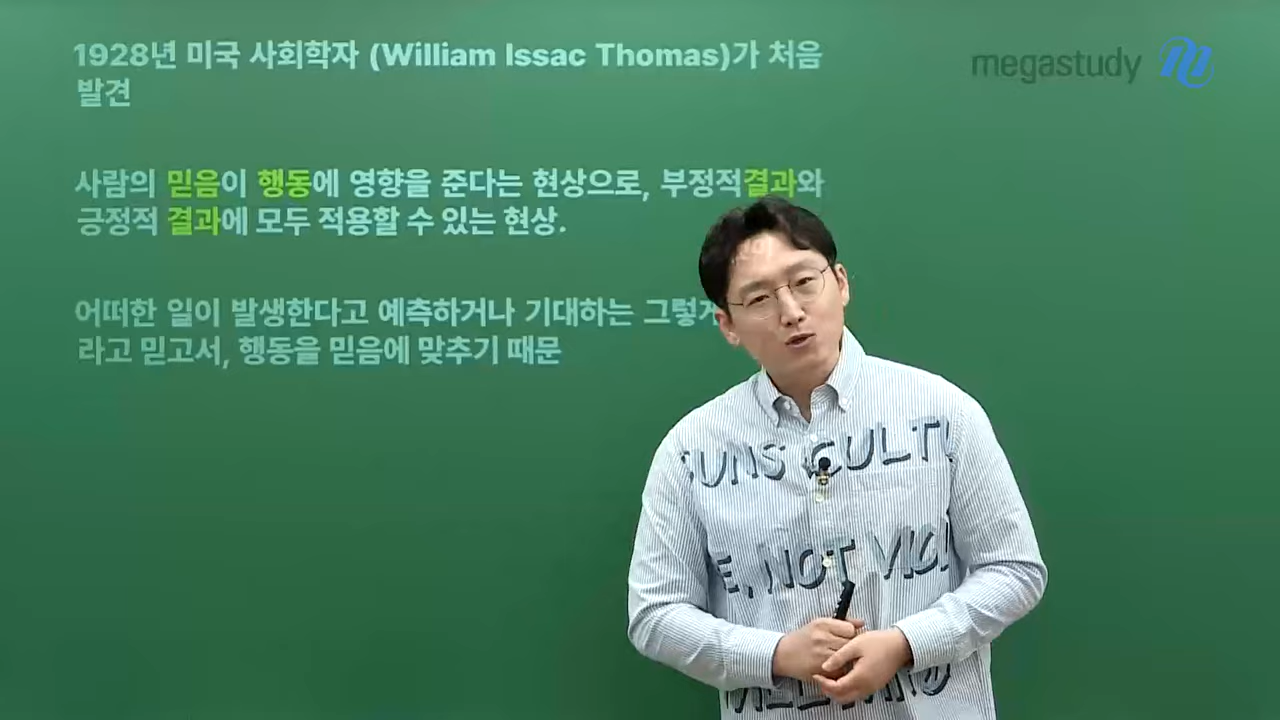 1928년 미국 사회학자 (William Issac Thomas)가 처음
발견
megastudy
사람의 믿음이 행동에 영향을 준다는 현상으로, 부정적결과와
긍정적 결과에 모두 적용할 수 있는 현상.
어떠한 일이 발생한다고 예측하거나 기대하는 그렇게
라고 믿고서, 행동을 믿음에 맞추기 때문
SUNS CULTU
E, NOT VIOL